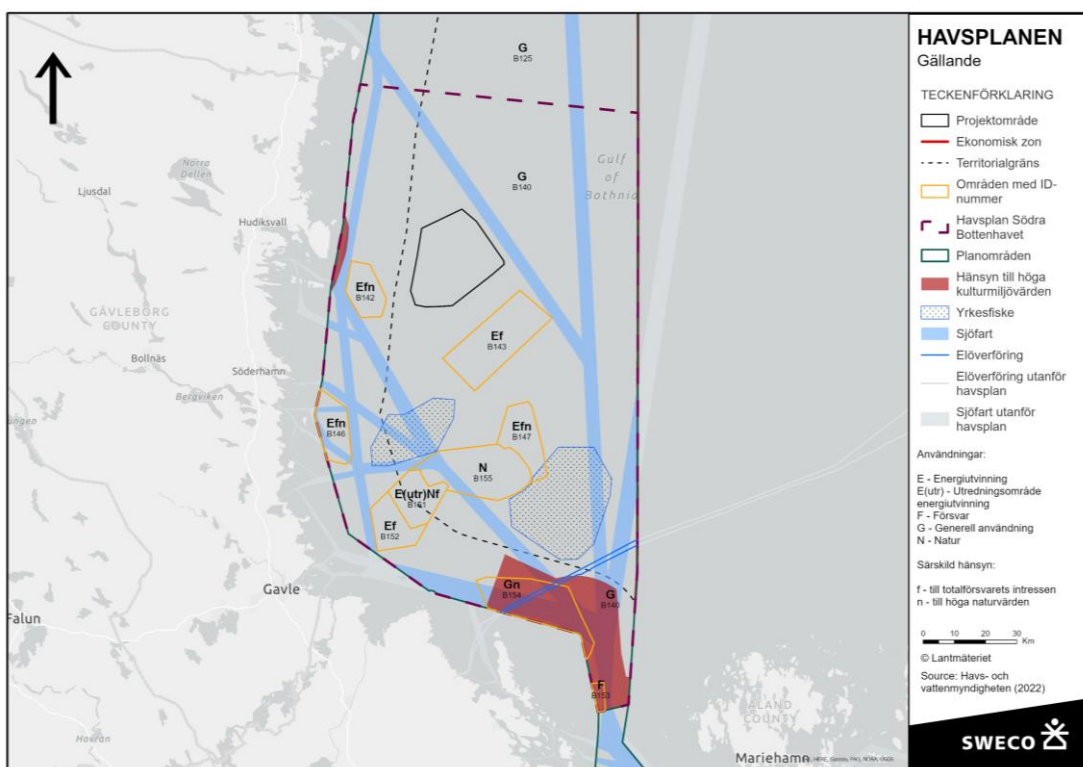 G
B125
G
B140
Gulf
of
Bothnia
Norra
Dellen
Ljusdal
Hudiksvall
Efn
B142
GÄVLEBORG
COUNTY
Ef
B143
Bollnäs
Söderhamn
Bergviken
Efn
B146
Efn
B147
N
B155
E(utr)Nf
B161
Ef
B152
Gavle
Gn
B154
G
B140
Falun
F
B153
ÅLAND
COUNTY
Mariehamn
HAVSPLANEN
Gällande
TECKENFÖRKLARING
Projektområde
Ekonomisk zon
Territorialgräns
Områden med ID-
nummer
Havsplan Södra
Bottenhavet
Planområden
Hänsyn till höga
kulturmiljövärden
Yrkesfiske
Sjöfart
Elöverföring
Elöverföring utanför
havsplan
Sjöfart utanför
havsplan
Användningar:
E - Energiutvinning
E(utr) - Utredningsområde
energiutvinning
F - Försvar
G - Generell användning
N - Natur
Särskild hänsyn:
f - till totalförsvarets intressen
n - till höga naturvärden
0 10 20 30
Km
© Lantmäteriet
Source: Havs- och
vattenmyndigheten (2022)
SWECO